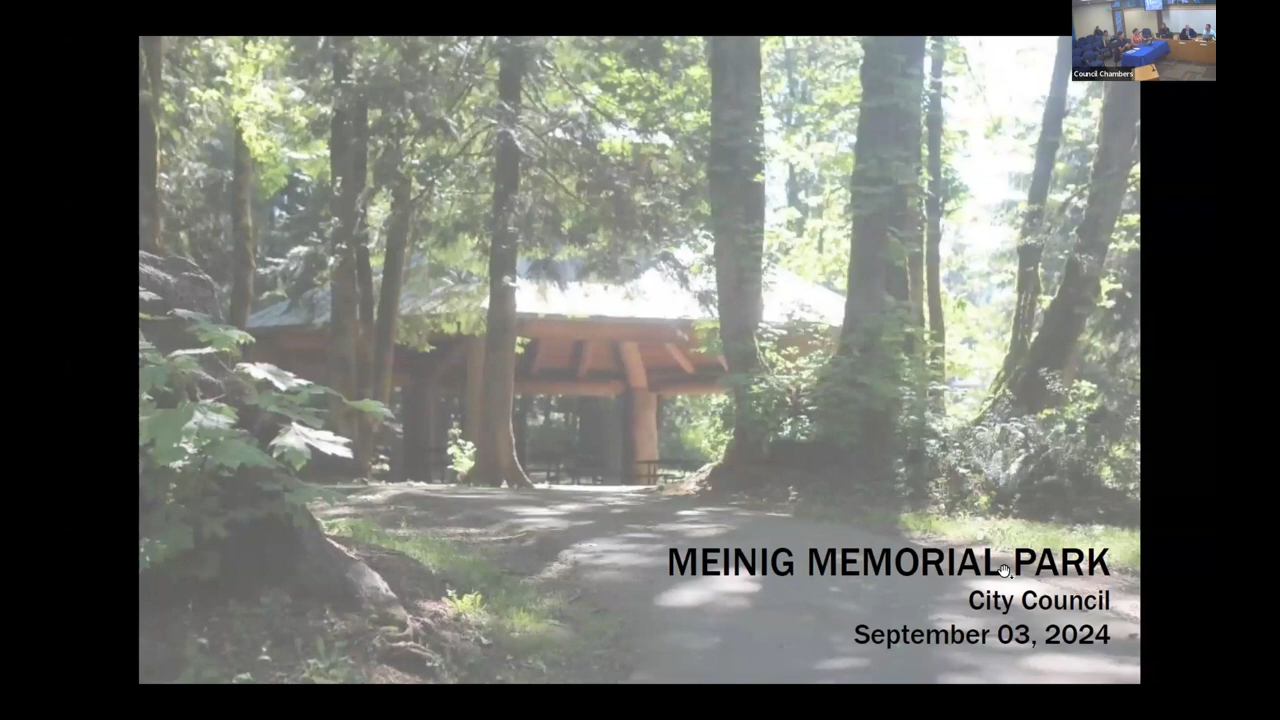 Council Chambers
MEINIG MEMORIAL PARK
City Council
September 03, 2024